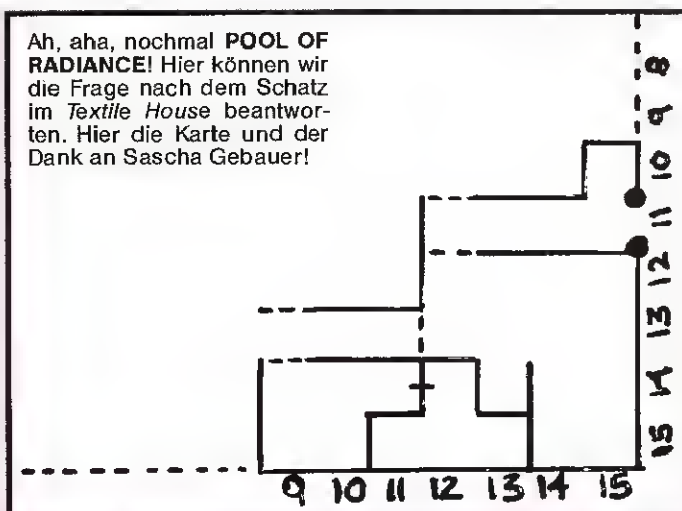 Ah, aha, nochmal POOL OF
RADIANCE! Hier können wir
die Frage nach dem Schatz
im Textile House beantwor-
ten. Hier die Karte und der
Dank an Sascha Gebauer!
8
9
10
11
12
13
14
15
9 10 11 12 13 14 15